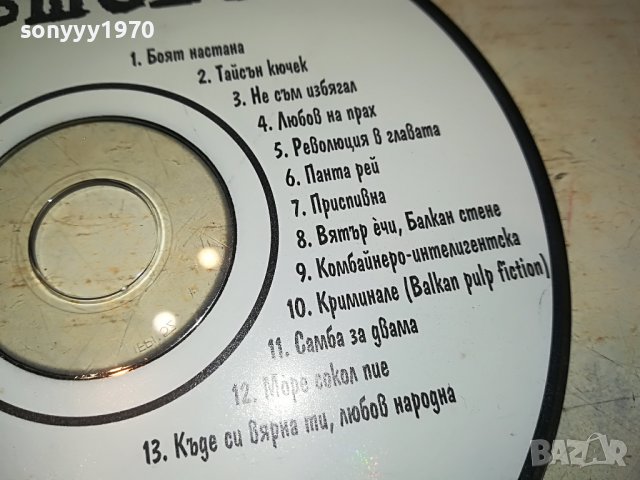 sonyyy1970
1. Боят настана
2. Тайсън кючек
3. Не съм избягал
4. Любов на прах
5. Революция в главата
6. Панта рей
7. Приспивна
8. Вятър ѐчи, Балкан стене
9. Комбайнеро-интелигентска
10. Криминале (Balkan pulp fiction)
11. Самба за двама
12. Море сокол пие
13. Къде си вярна ти, любов народна
BAZAR